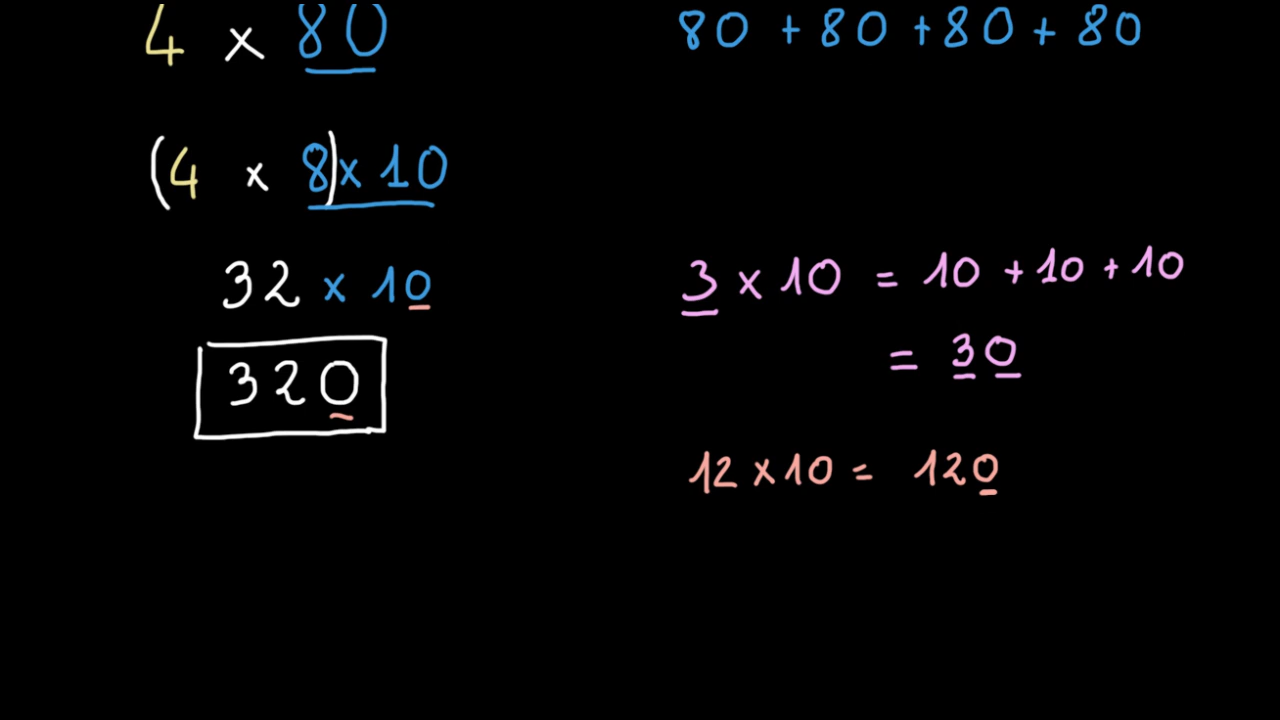 4 × 80
80 + 80 + 80 + 80
(4 × 8) × 10
32 × 10
320
3 × 10 = 10 + 10 + 10
= 30
12 × 10 = 120